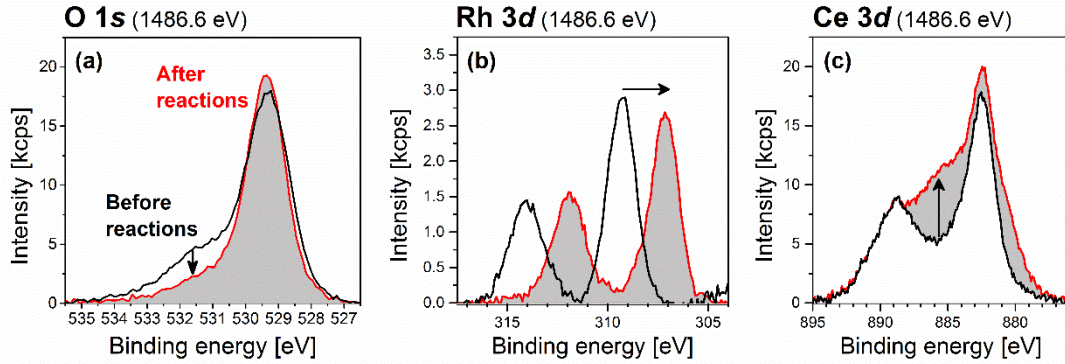 O 1s (1486.6 eV)
Rh 3d (1486.6 eV)
Ce 3d (1486.6 eV)
(a)
After
reactions
Before
reactions
Intensity [kcps]
20
15
10
5
0
535 534 533 532 531 530 529 528 527
Binding energy [eV]
(b)
Intensity [kcps]
3.5
3.0
2.5
2.0
1.5
1.0
0.5
0.0
315 310 305
Binding energy [eV]
(c)
Intensity [kcps]
20
15
10
5
0
895 890 885 880
Binding energy [eV]